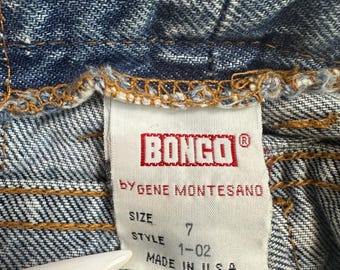 BONGO®
by GENE MONTESANO
SIZE 7
STYLE 1-02
MADE IN U.S.A.